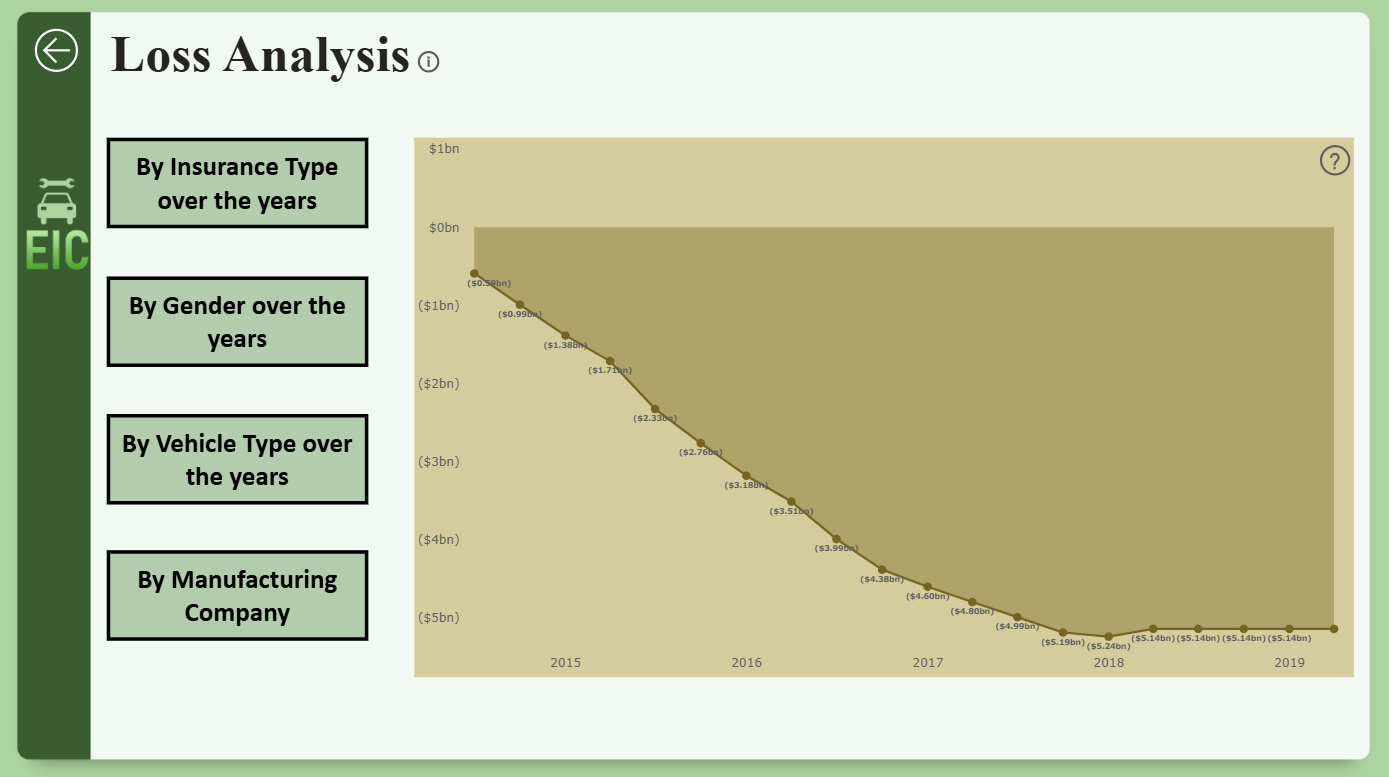 Loss Analysis
By Insurance Type
over the years
By Gender over the
years
By Vehicle Type over
the years
By Manufacturing
Company
EIC
$1bn
$0bn
($1bn)
($2bn)
($3bn)
($4bn)
($5bn)
?
($0.59bn)
($0.99bn)
($1.38bn)
($1.71bn)
($2.33bn)
($2.76bn)
($3.18bn)
($3.51bn)
($3.99bn)
($4.38bn)
($4.60bn)
($4.80bn)
($4.99bn)
($5.19bn)
($5.24bn)
($5.14bn)
($5.14bn)
($5.14bn)
($5.14bn)
2015
2016
2017
2018
2019